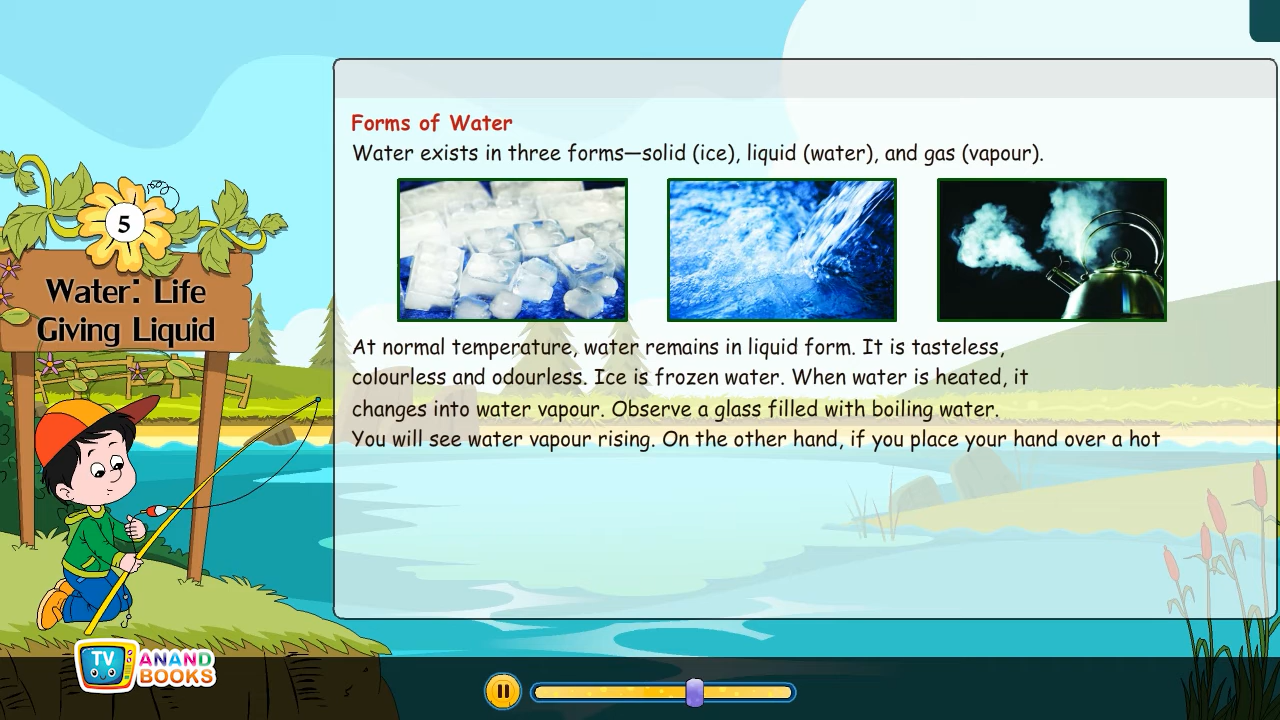 Forms of Water
Water exists in three forms—solid (ice), liquid (water), and gas (vapour).
5
Water: Life
Giving Liquid
At normal temperature, water remains in liquid form. It is tasteless,
colourless and odourless. Ice is frozen water. When water is heated, it
changes into water vapour. Observe a glass filled with boiling water.
You will see water vapour rising. On the other hand, if you place your hand over a hot
TV
ANAND
BOOKS